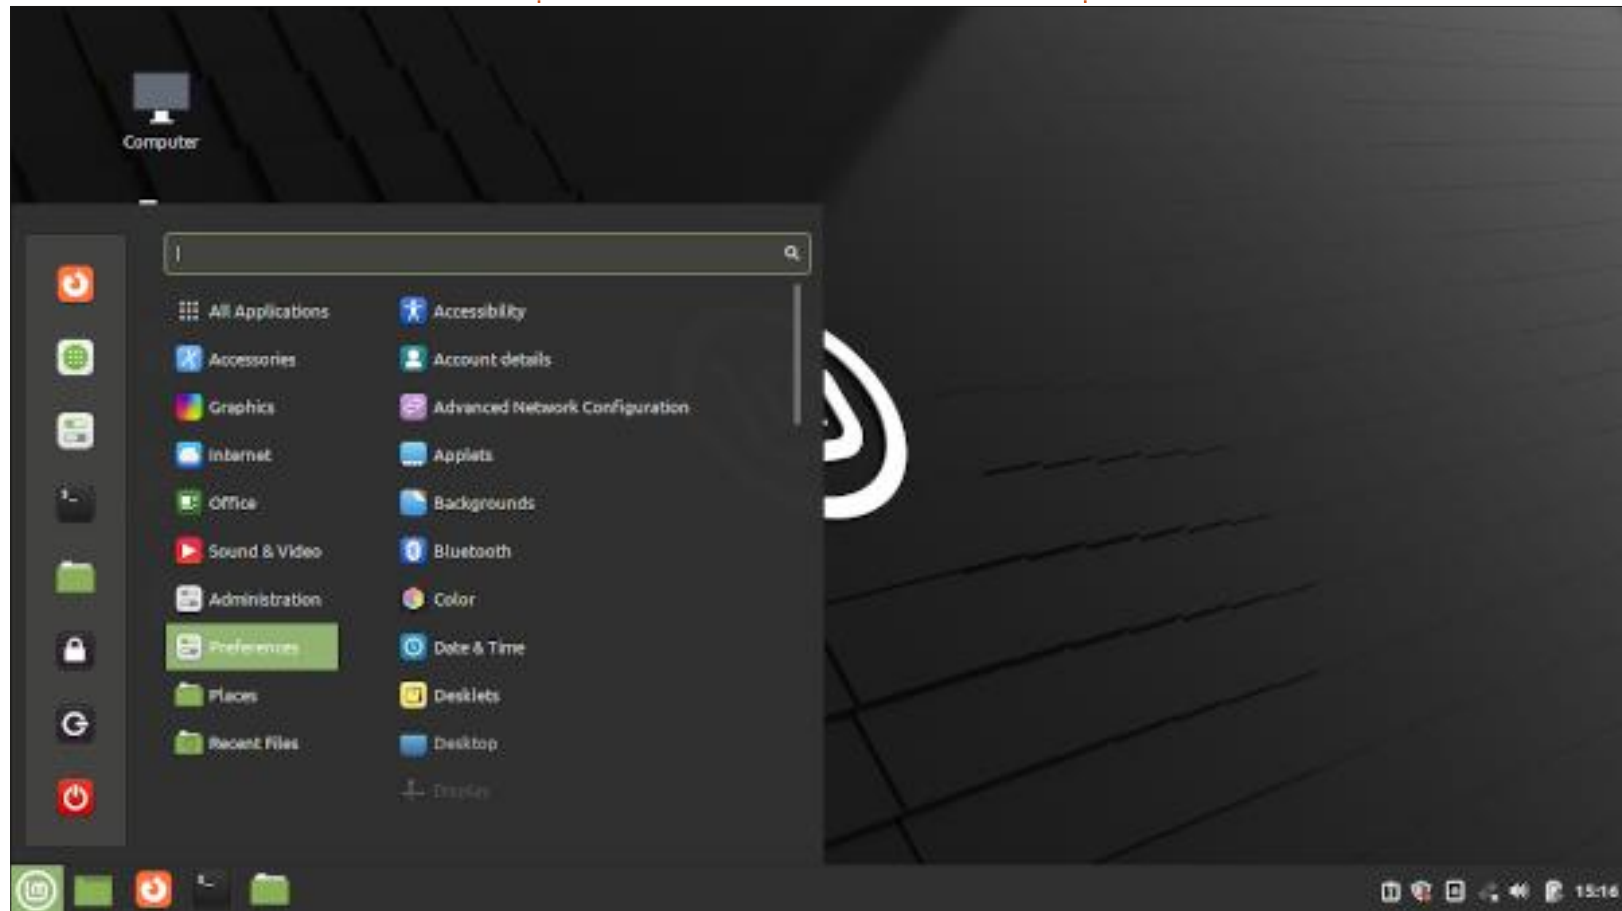 Computer
All Applications
Accessories
Graphics
Internet
Office
Sound & Video
Administration
Preferences
Places
Recent Files
Accessibility
Account details
Advanced Network Configuration
Applets
Backgrounds
Bluetooth
Color
Date & Time
Desklets
Desktop
Display
15:16